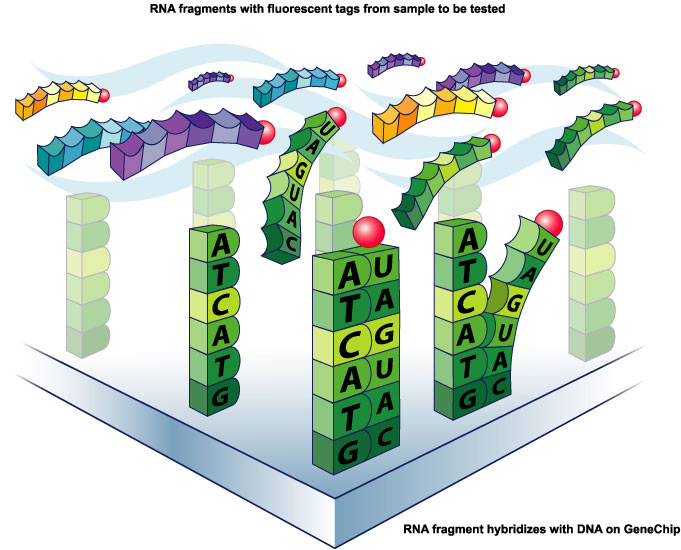 RNA fragments with fluorescent tags from sample to be tested
U
A
G
U
A
C
A
T
C
A
T
G
A U
T A
C G
A U
T A
G C
A
T
C
A
T
G
U
A
G
U
A
C
RNA fragment hybridizes with DNA on GeneChip